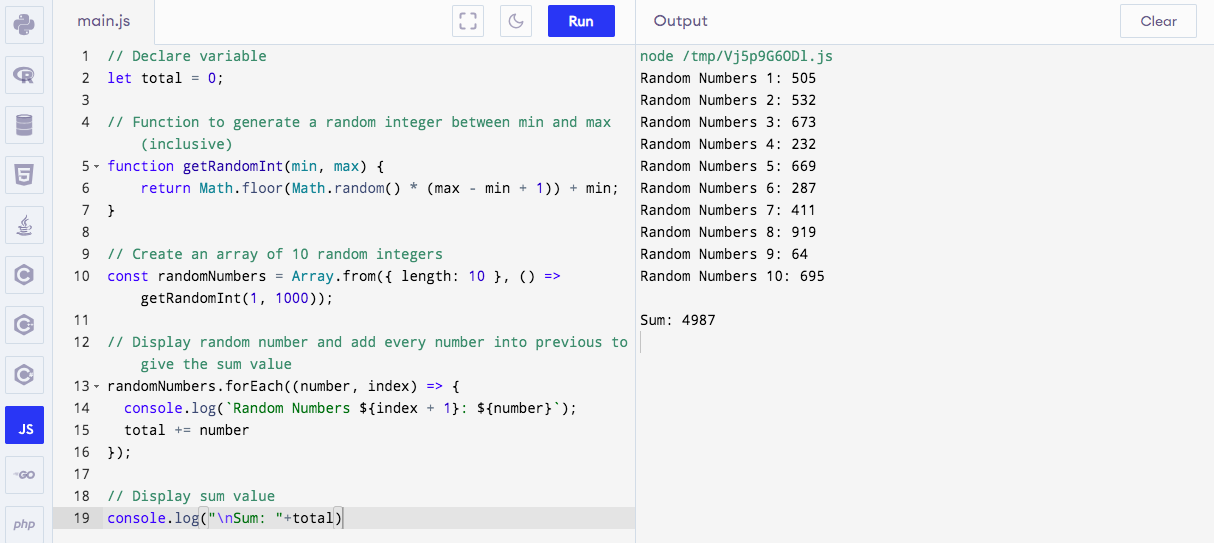 main.js
Run
Output
Clear
1 // Declare variable
2 let total = 0;
3
4 // Function to generate a random integer between min and max
(inclusive)
5 function getRandomInt(min, max) {
6 return Math.floor(Math.random() * (max - min + 1)) + min;
7 }
8
9 // Create an array of 10 random integers
10 const randomNumbers = Array.from({ length: 10 }, () =>
getRandomInt(1, 1000));
11
12 // Display random number and add every number into previous to
give the sum value
13 randomNumbers.forEach((number, index) => {
14 console.log(`Random Numbers ${index + 1}: ${number}`);
15 total += number
16 });
17
18 // Display sum value
19 console.log("\nSum: "+total)
node /tmp/Vj5p9G6ODl.js
Random Numbers 1: 505
Random Numbers 2: 532
Random Numbers 3: 673
Random Numbers 4: 232
Random Numbers 5: 669
Random Numbers 6: 287
Random Numbers 7: 411
Random Numbers 8: 919
Random Numbers 9: 64
Random Numbers 10: 695
Sum: 4987
R
5
C
C
C
JS
GO
php